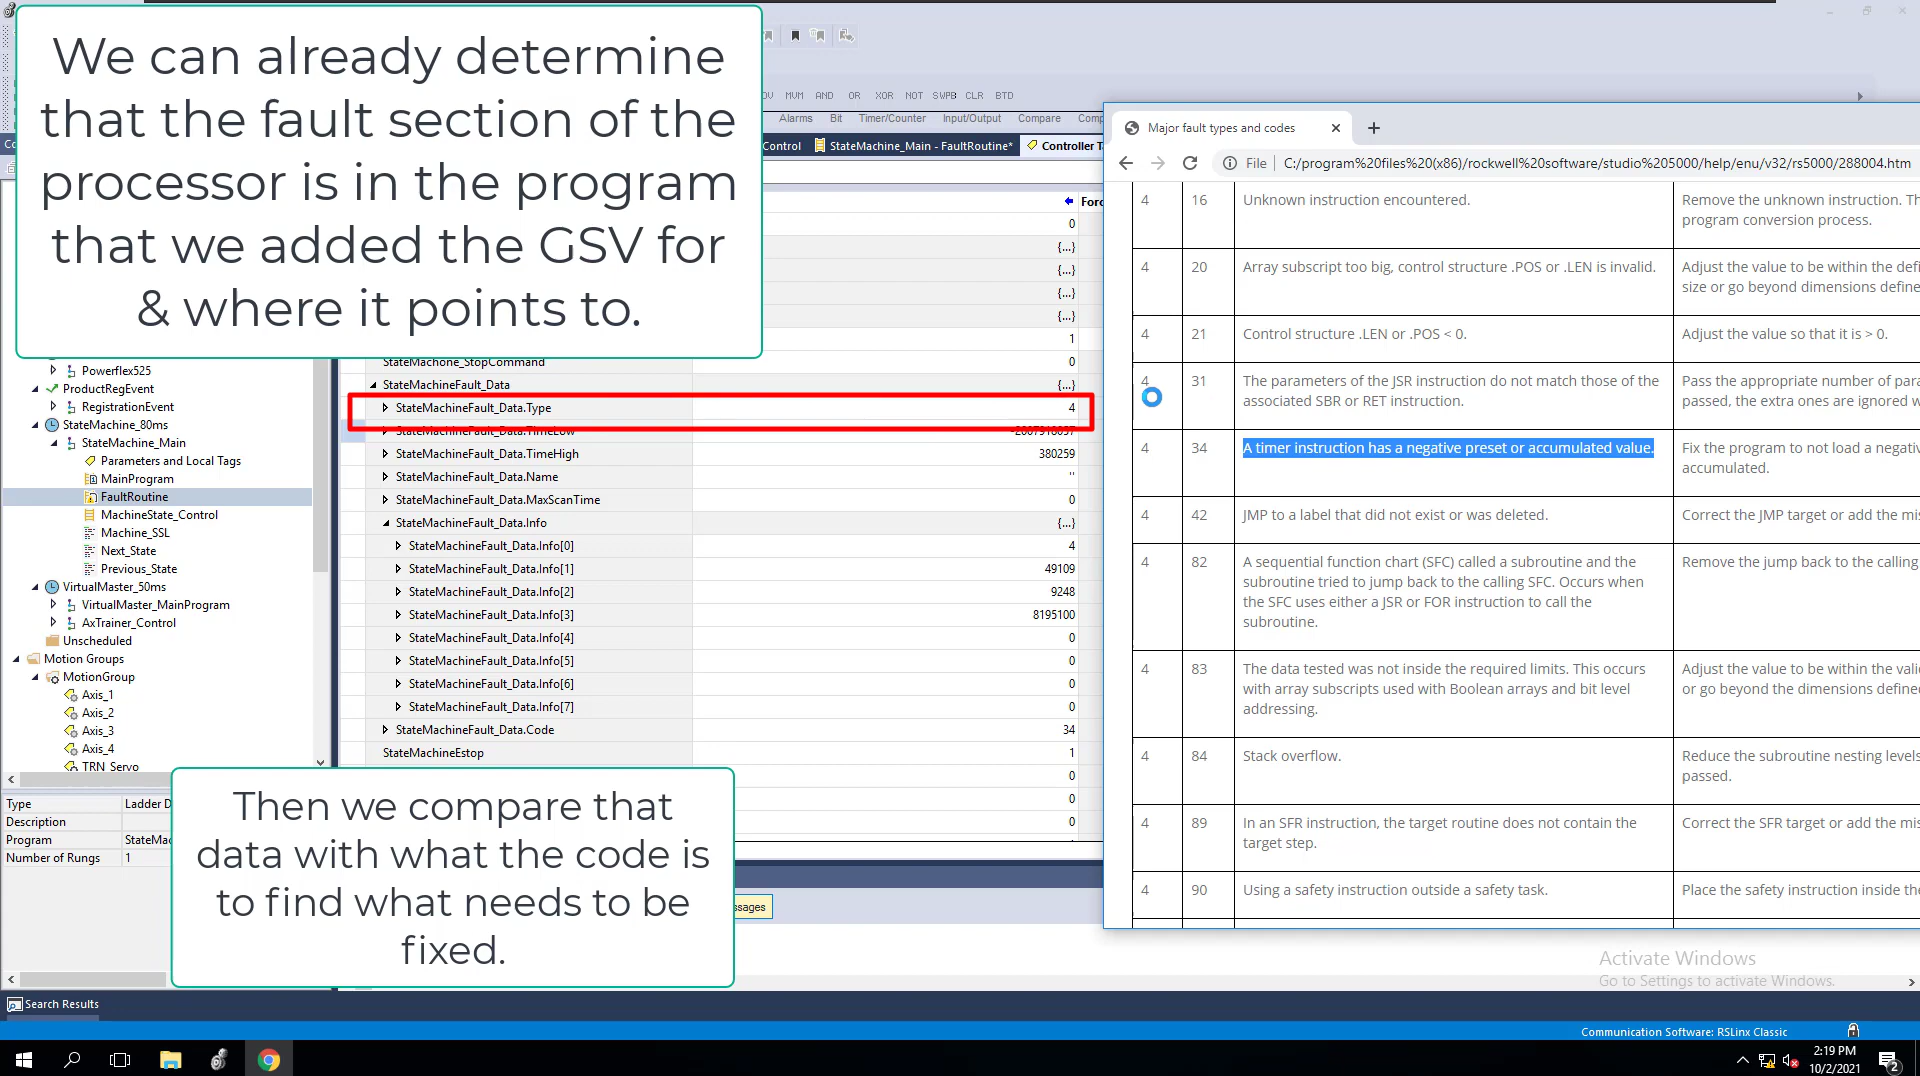 We can already determine
that the fault section of the
processor is in the program
that we added the GSV for
& where it points to.
MVM AND OR XOR NOT SWPB CLR BTD
Alarms Bit Timer/Counter Input/Output Compare
StateMachine_Main - FaultRoutine*
0
{...}
{...}
{...}
{...}
1
StateMachone_StopCommand 0
StateMachineFault_Data {...}
StateMachineFault_Data.Type 4
StateMachineFault_Data.TimeLow
StateMachineFault_Data.TimeHigh 380259
StateMachineFault_Data.Name ''
StateMachineFault_Data.MaxScanTime 0
StateMachineFault_Data.Info {...}
StateMachineFault_Data.Info[0] 4
StateMachineFault_Data.Info[1] 49109
StateMachineFault_Data.Info[2] 9248
StateMachineFault_Data.Info[3] 8195100
StateMachineFault_Data.Info[4] 0
StateMachineFault_Data.Info[5] 0
StateMachineFault_Data.Info[6] 0
StateMachineFault_Data.Info[7] 0
StateMachineFault_Data.Code 34
StateMachineEstop 1
0
0
0
Powerflex525
ProductRegEvent
RegistrationEvent
StateMachine_80ms
StateMachine_Main
Parameters and Local Tags
MainProgram
FaultRoutine
MachineState_Control
Machine_SSL
Next_State
Previous_State
VirtualMaster_50ms
VirtualMaster_MainProgram
AxTrainer_Control
Unscheduled
Motion Groups
MotionGroup
Axis_1
Axis_2
Axis_3
Axis_4
TRN_Servo
Type Ladder D
Description
Program StateMac
Number of Rungs 1
Then we compare that
data with what the code is
to find what needs to be
fixed.
Major fault types and codes
File C:/program%20files%20(x86)/rockwell%20software/studio%205000/help/enu/v32/rs5000/288004.htm
4 16 Unknown instruction encountered. Remove the unknown instruction. Th
program conversion process.
4 20 Array subscript too big, control structure .POS or .LEN is invalid. Adjust the value to be within the defi
size or go beyond dimensions define
4 21 Control structure .LEN or .POS < 0. Adjust the value so that it is > 0.
4 31 The parameters of the JSR instruction do not match those of the Pass the appropriate number of para
associated SBR or RET instruction. passed, the extra ones are ignored w
4 34 A timer instruction has a negative preset or accumulated value. Fix the program to not load a negativ
accumulated.
4 42 JMP to a label that did not exist or was deleted. Correct the JMP target or add the mis
4 82 A sequential function chart (SFC) called a subroutine and the Remove the jump back to the calling
subroutine tried to jump back to the calling SFC. Occurs when
the SFC uses either a JSR or FOR instruction to call the
subroutine.
4 83 The data tested was not inside the required limits. This occurs Adjust the value to be within the valid
with array subscripts used with Boolean arrays and bit level or go beyond the dimensions define
addressing.
4 84 Stack overflow. Reduce the subroutine nesting levels
passed.
4 89 In an SFR instruction, the target routine does not contain the Correct the SFR target or add the mis
target step.
4 90 Using a safety instruction outside a safety task. Place the safety instruction inside the
Activate Windows
Go to Settings to activate Windows.
Search Results
Communication Software: RSLinx Classic
2:19 PM
10/2/2021
2